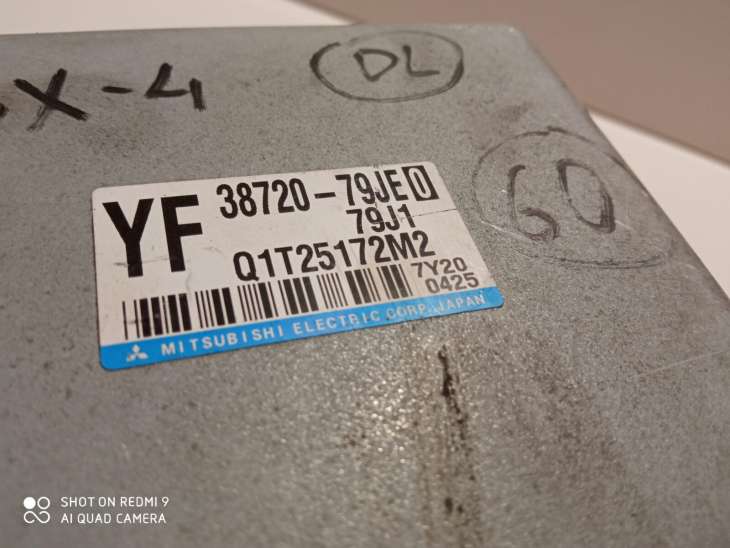 X-4
DL
60
YF 38720-79JE0
79J1
Q1T25172M2
7Y20
0425
MITSUBISHI ELECTRIC CORP. JAPAN
SHOT ON REDMI 9
AI QUAD CAMERA